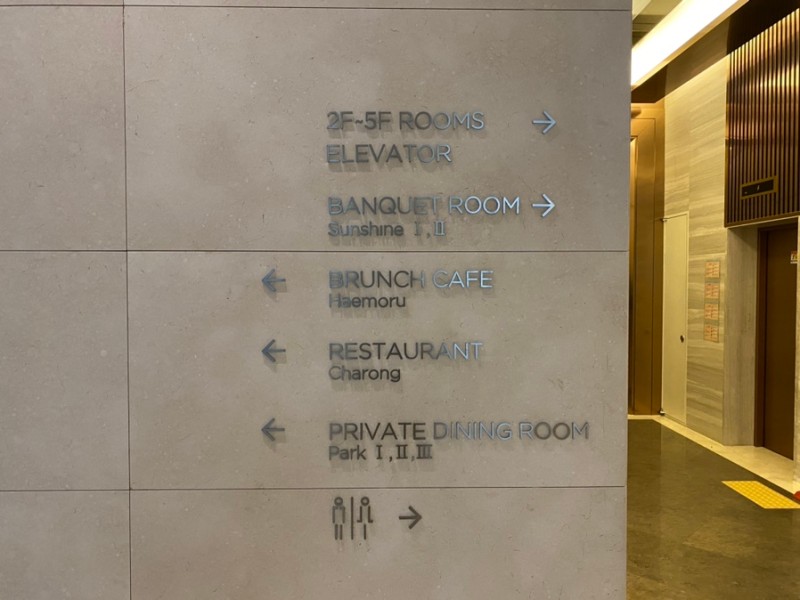 2F~5F ROOMS →
ELEVATOR
BANQUET ROOM →
Sunshine Ⅰ,Ⅱ
← BRUNCH CAFE
Haemoru
← RESTAURANT
Charong
← PRIVATE DINING ROOM
Park Ⅰ,Ⅱ,Ⅲ
→